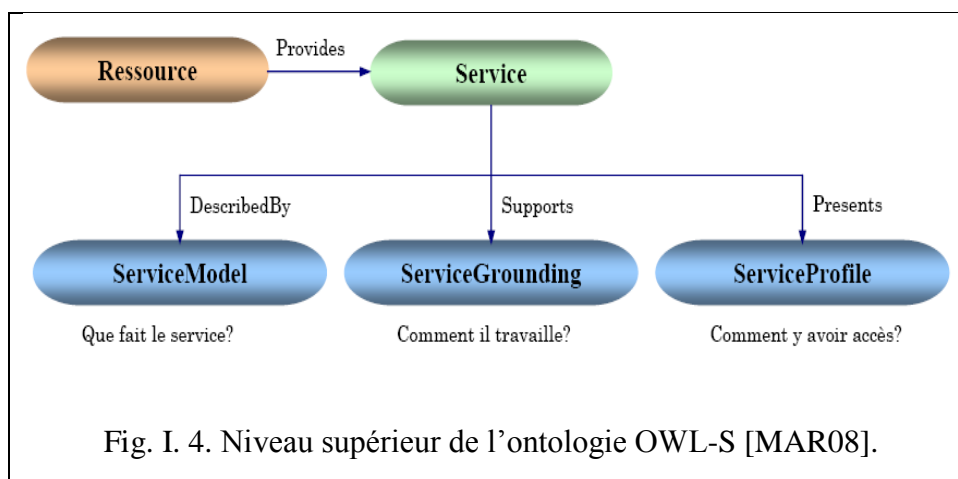 Provides
Ressource
Service
DescribedBy
Supports
Presents
ServiceModel
ServiceGrounding
ServiceProfile
Que fait le service?
Comment il travaille?
Comment y avoir accès?
Fig. I. 4. Niveau supérieur de l’ontologie OWL-S [MAR08].